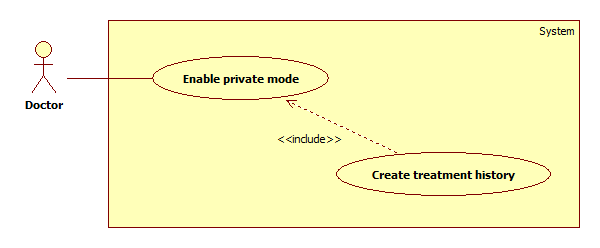 System
Enable private mode
Doctor
<<include>>
Create treatment history